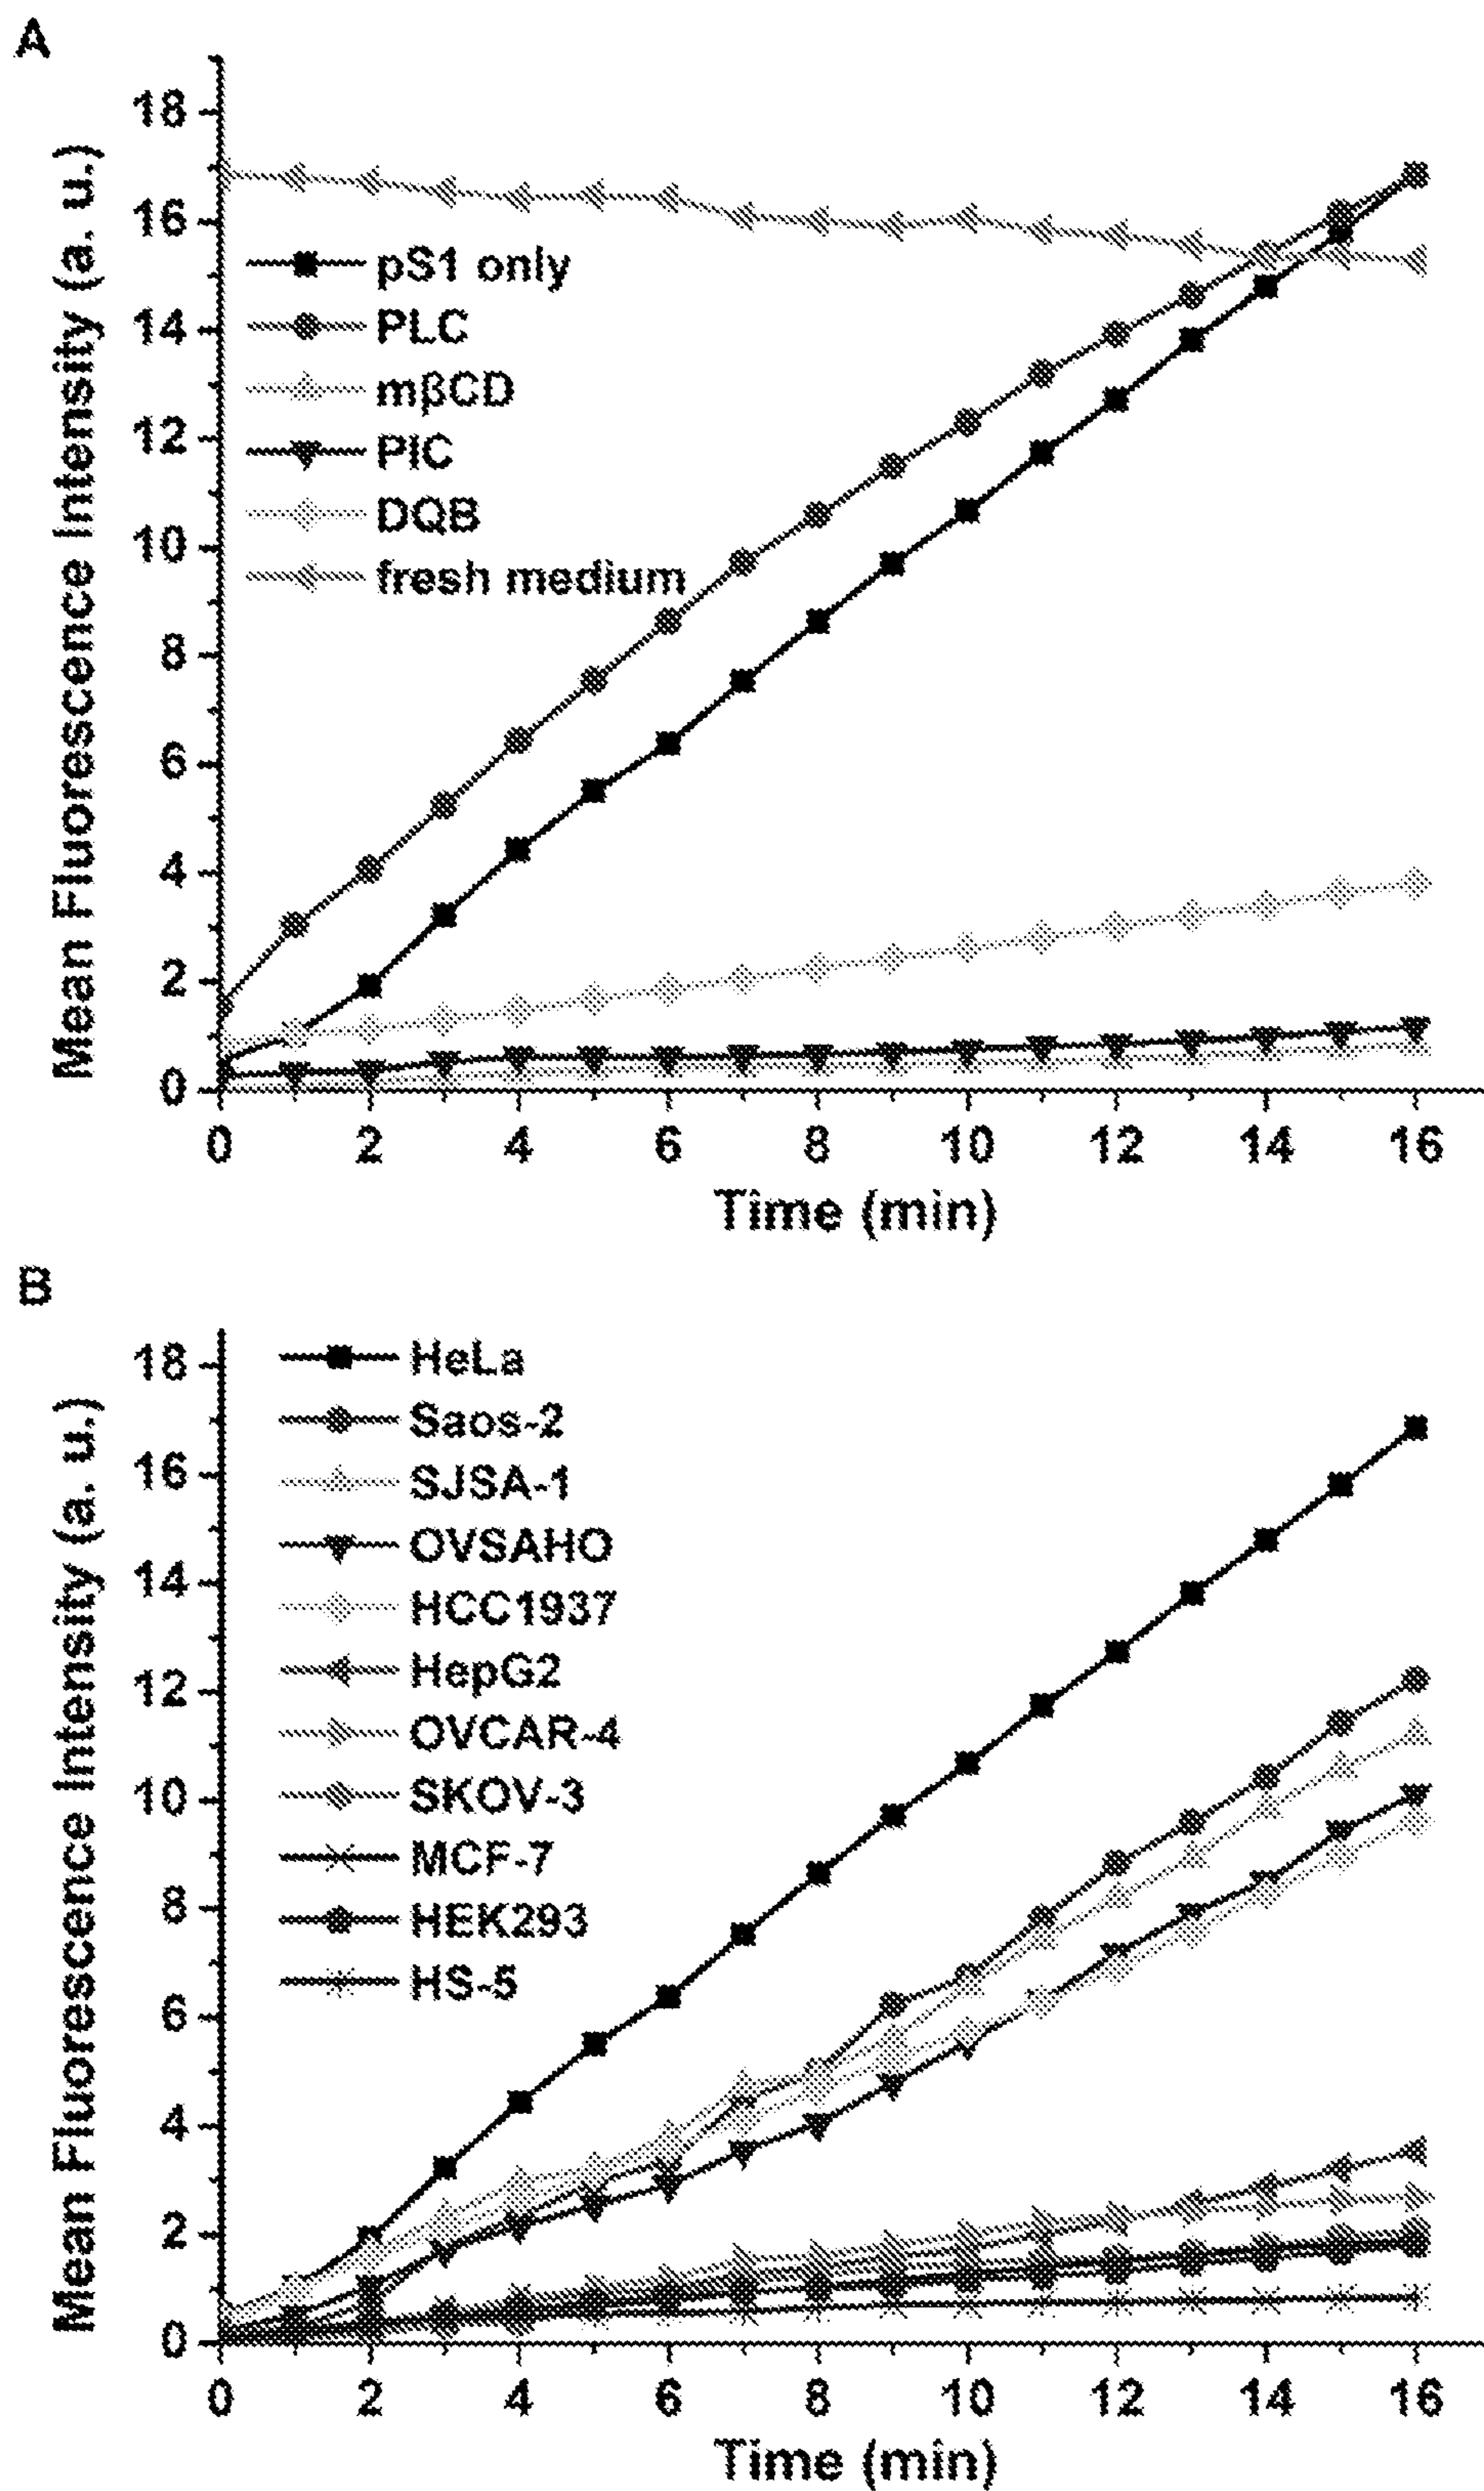 A
Mean Fluorescence Intensity (a. u.)
18
16
14
12
10
8
6
4
2
0
pS1 only
PLC
mβCD
PIC
DQB
fresh medium
0 2 4 6 8 10 12 14 16
Time (min)
B
Mean Fluorescence Intensity (a. u.)
18
16
14
12
10
8
6
4
2
0
HeLa
Saos-2
SJSA-1
OVSAHO
HCC1937
HepG2
OVCAR-4
SKOV-3
MCF-7
HEK293
HS-5
0 2 4 6 8 10 12 14 16
Time (min)